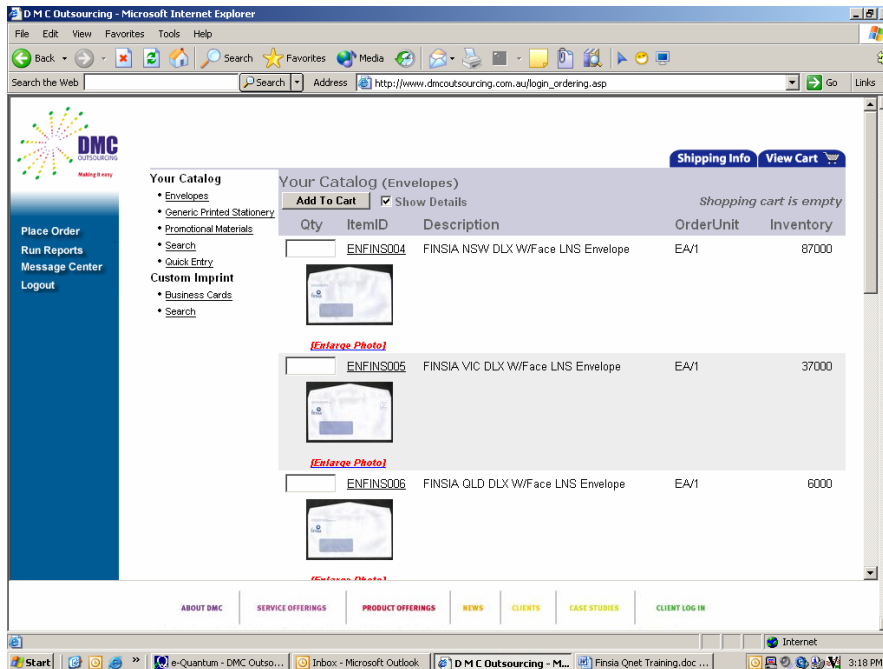 D M C Outsourcing - Microsoft Internet Explorer
File Edit View Favorites Tools Help
Back Search Favorites Media
Search the Web Search Address http://www.dmcoutsourcing.com.au/login_ordering.asp Go Links
DMC
OUTSOURCING
Making it easy
Place Order
Run Reports
Message Center
Logout
Your Catalog
• Envelopes
• Generic Printed Stationery
• Promotional Materials
• Search
• Quick Entry
Custom Imprint
• Business Cards
• Search
Shipping Info View Cart
Your Catalog (Envelopes)
Add To Cart Show Details Shopping cart is empty
Qty ItemID Description OrderUnit Inventory
ENFINS004 FINSIA NSW DLX W/Face LNS Envelope EA/1 87000
[Enlarge Photo]
ENFINS005 FINSIA VIC DLX W/Face LNS Envelope EA/1 37000
[Enlarge Photo]
ENFINS006 FINSIA QLD DLX W/Face LNS Envelope EA/1 6000
[Enlarge Photo]
ABOUT DMC SERVICE OFFERINGS PRODUCT OFFERINGS NEWS CLIENTS CASE STUDIES CLIENT LOG IN
Internet
Start » e-Quantum - DMC Outso... Inbox - Microsoft Outlook D M C Outsourcing - M... Finsia Qnet Training.doc ... 3:18 PM